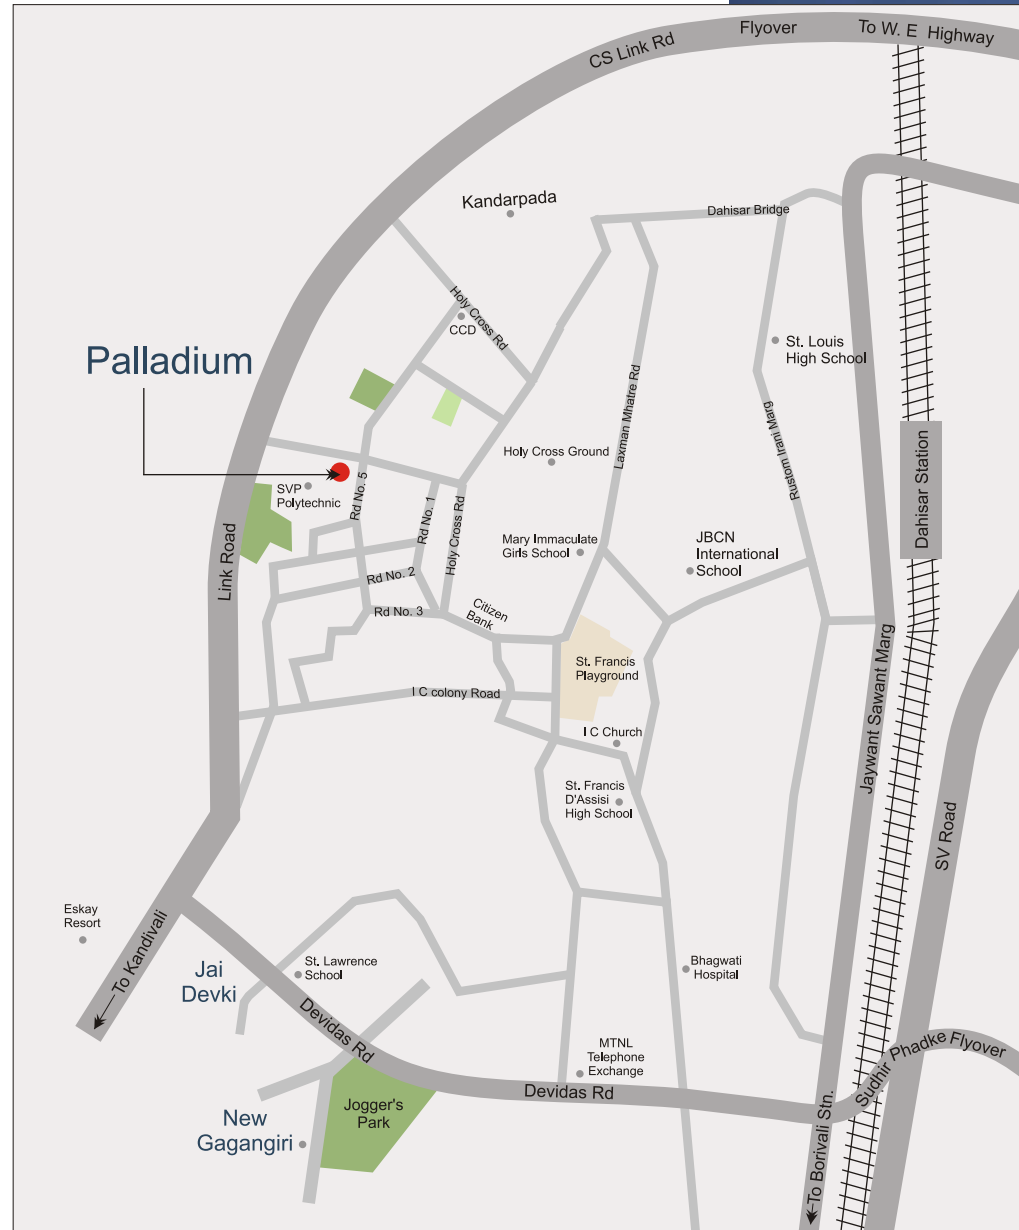 Flyover
To W. E Highway
CS Link Rd
Kandarpada
Dahisar Bridge
Holy Cross Rd
CCD
St. Louis
High School
Palladium
Laxman Mhatre Rd
Rustom Irani Marg
Holy Cross Ground
Dahisar Station
SVP
Polytechnic
Rd No. 5
Rd No. 1
Holy Cross Rd
Mary Immaculate
Girls School
JBCN
International
School
Link Road
Rd No. 2
Rd No. 3
Citizen
Bank
St. Francis
Playground
I C colony Road
Jaywant Sawant Marg
I C Church
St. Francis
D'Assisi
High School
SV Road
Eskay
Resort
To Kandivali
Jai
Devki
St. Lawrence
School
Bhagwati
Hospital
Devidas Rd
MTNL
Telephone
Exchange
Sudhir Phadke Flyover
Devidas Rd
Jogger's
Park
New
Gagangiri
To Borivali Stn.